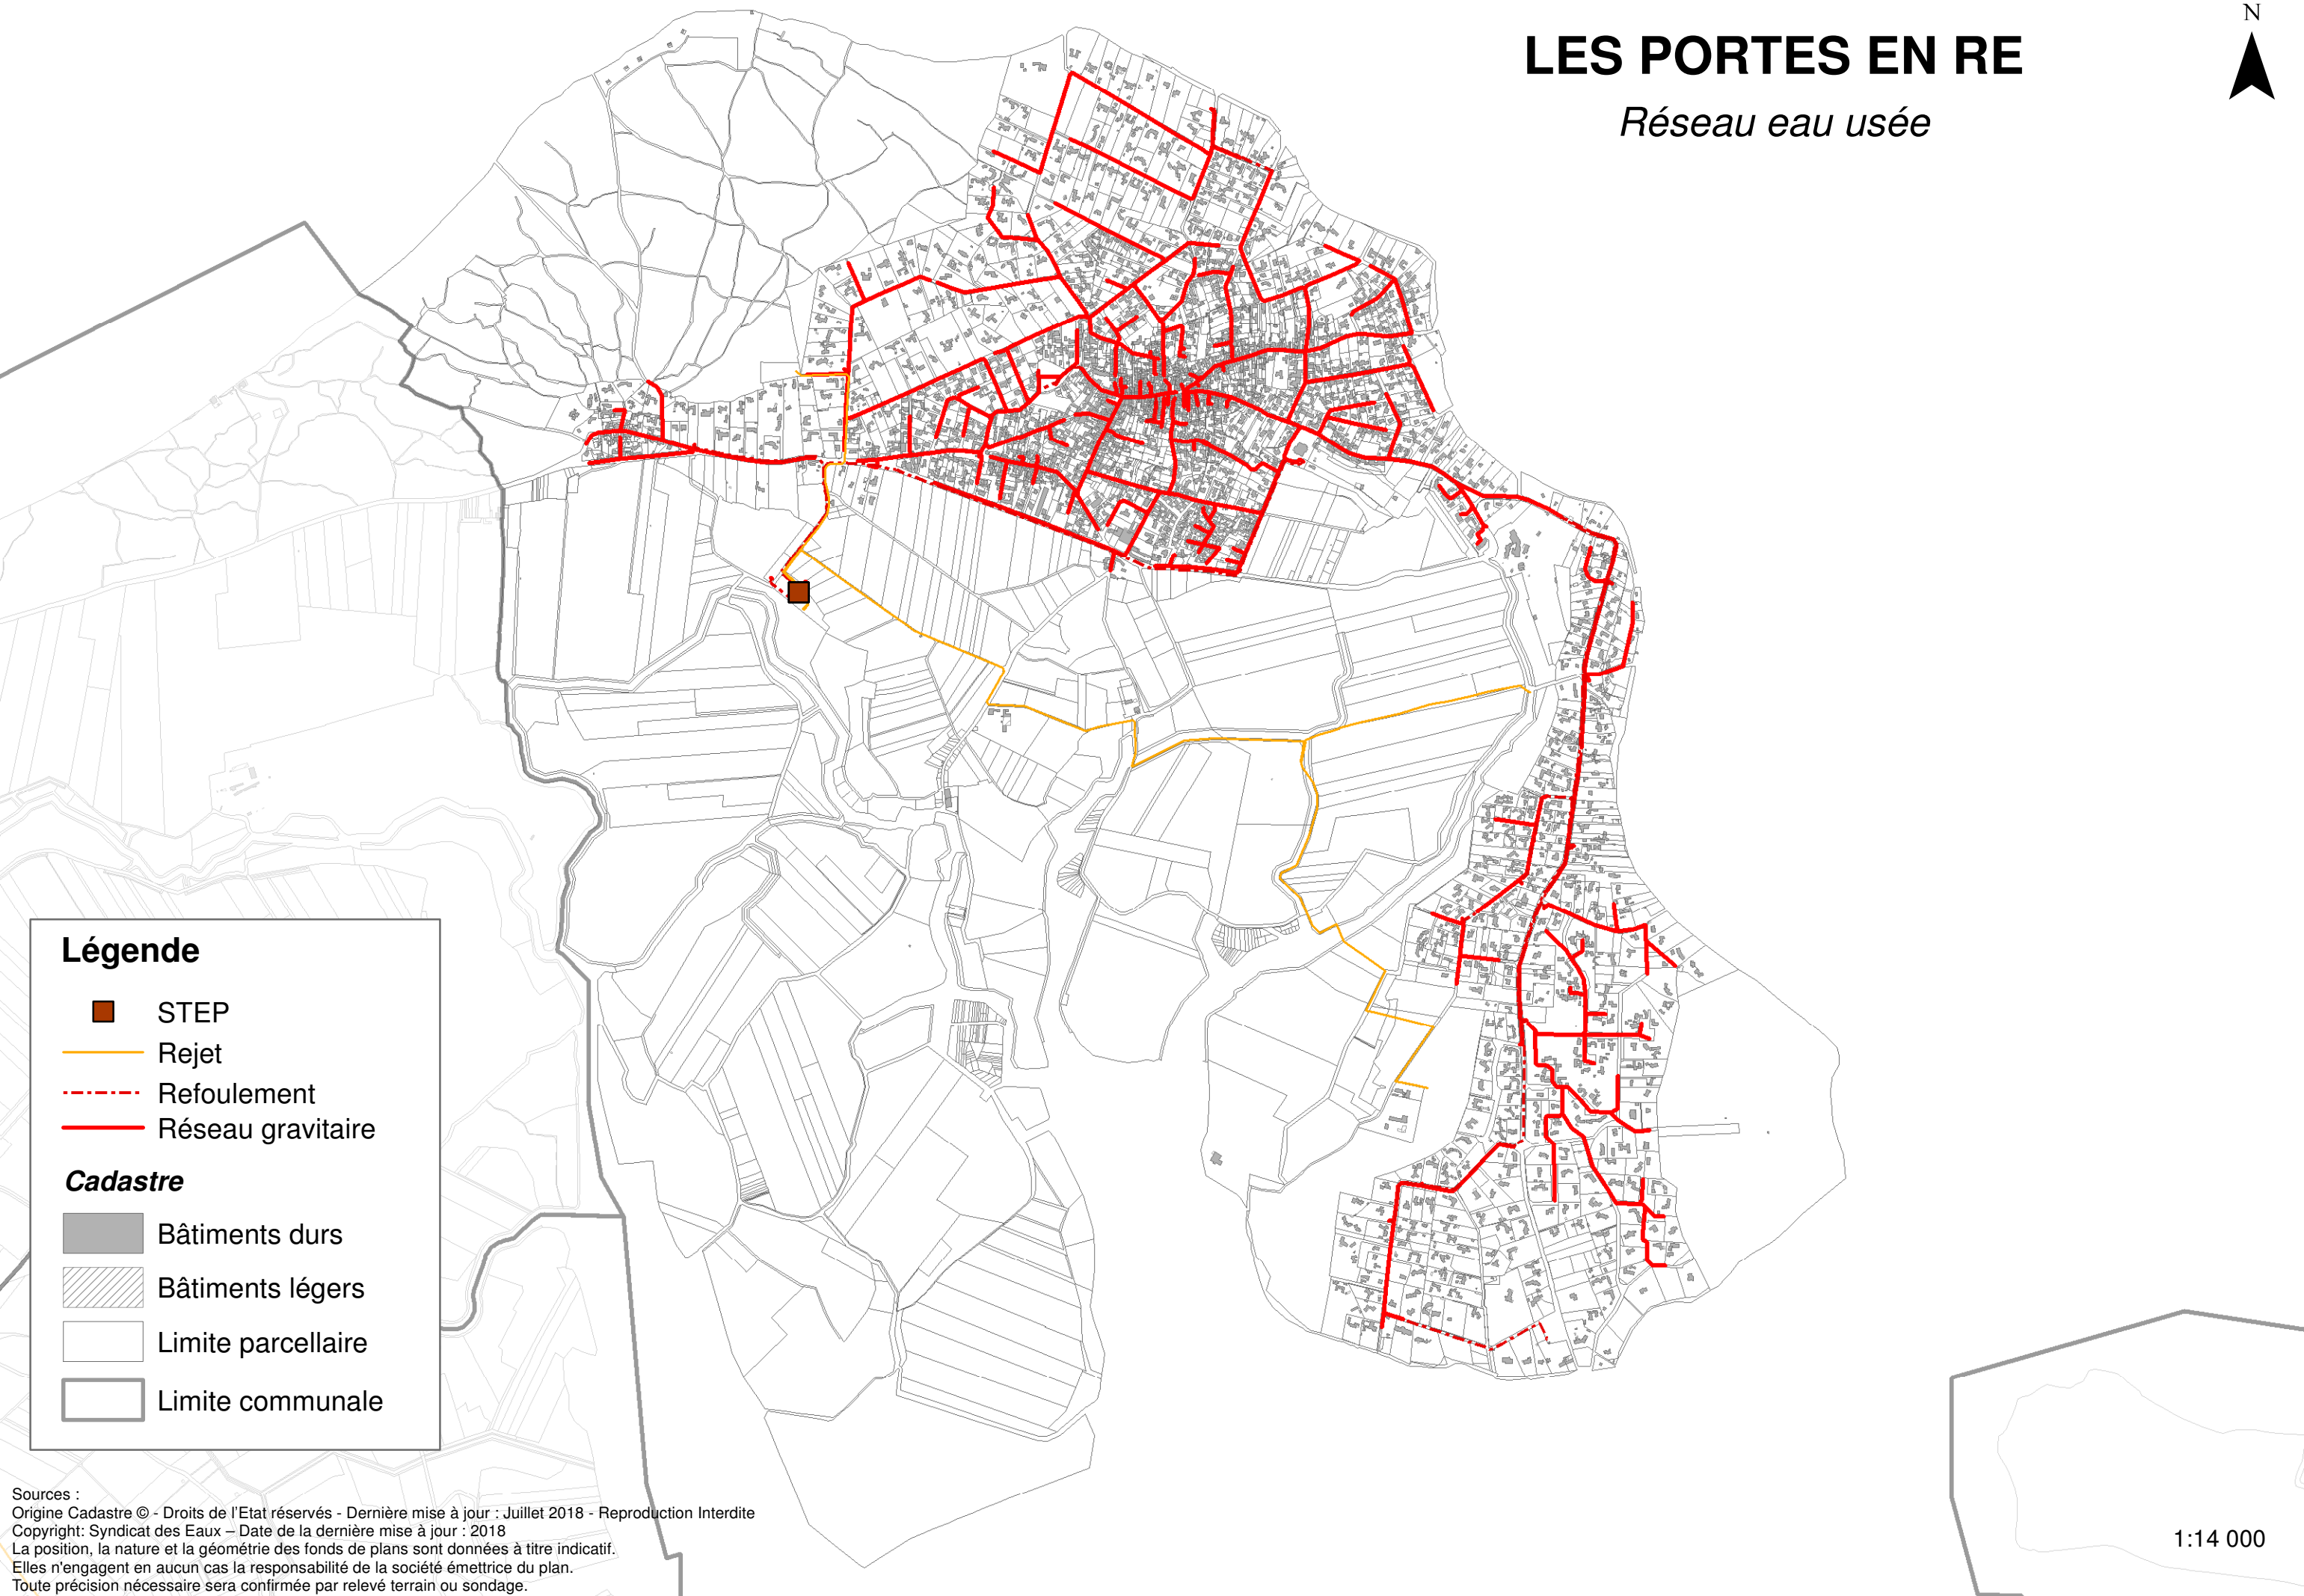 LES PORTES EN RE
Réseau eau usée
N
Légende
STEP
Rejet
Refoulement
Réseau gravitaire
Cadastre
Bâtiments durs
Bâtiments légers
Limite parcellaire
Limite communale
Sources :
Origine Cadastre © - Droits de l'Etat réservés - Dernière mise à jour : Juillet 2018 - Reproduction Interdite
Copyright: Syndicat des Eaux – Date de la dernière mise à jour : 2018
La position, la nature et la géométrie des fonds de plans sont données à titre indicatif.
Elles n'engagent en aucun cas la responsabilité de la société émettrice du plan.
Toute précision nécessaire sera confirmée par relevé terrain ou sondage.
1:14 000